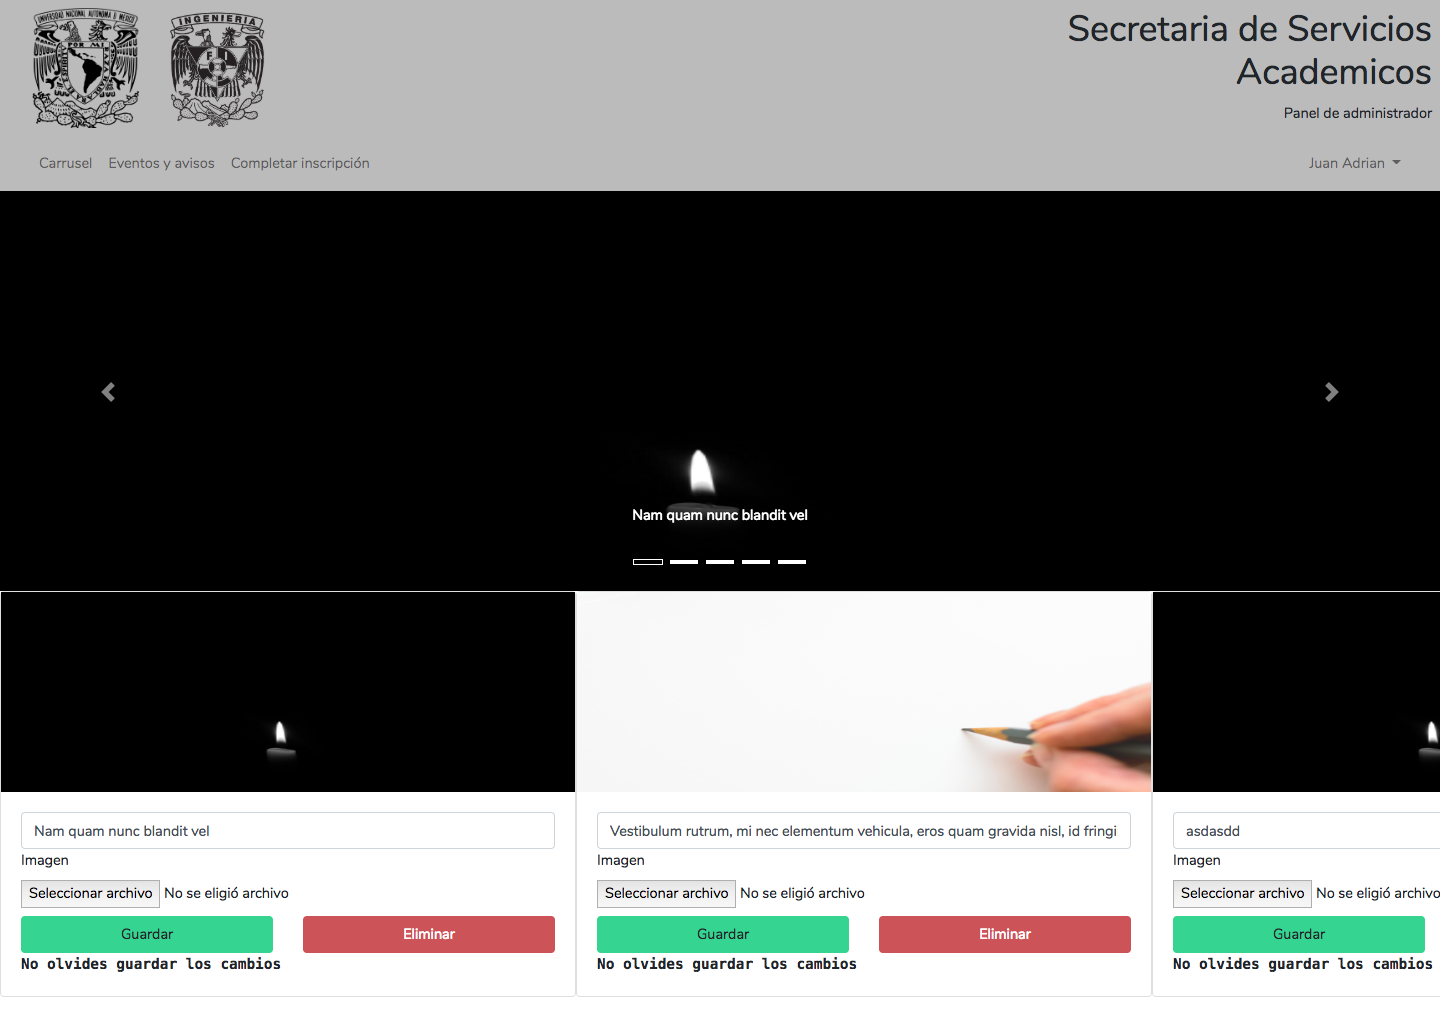 UNIVERSIDAD NACIONAL AUTONOMA DE MEXICO
POR MI RAZA
ESPIRITU
INGENIERIA
F I
Secretaria de Servicios
Academicos
Panel de administrador
Carrusel Eventos y avisos Completar inscripción Juan Adrian
Nam quam nunc blandit vel
Nam quam nunc blandit vel
Imagen
Seleccionar archivo No se eligió archivo
Guardar Eliminar
No olvides guardar los cambios
Vestibulum rutrum, mi nec elementum vehicula, eros quam gravida nisl, id fringi
Imagen
Seleccionar archivo No se eligió archivo
Guardar Eliminar
No olvides guardar los cambios
asdasdd
Imagen
Seleccionar archivo No se eligió archivo
Guardar
No olvides guardar los cambios